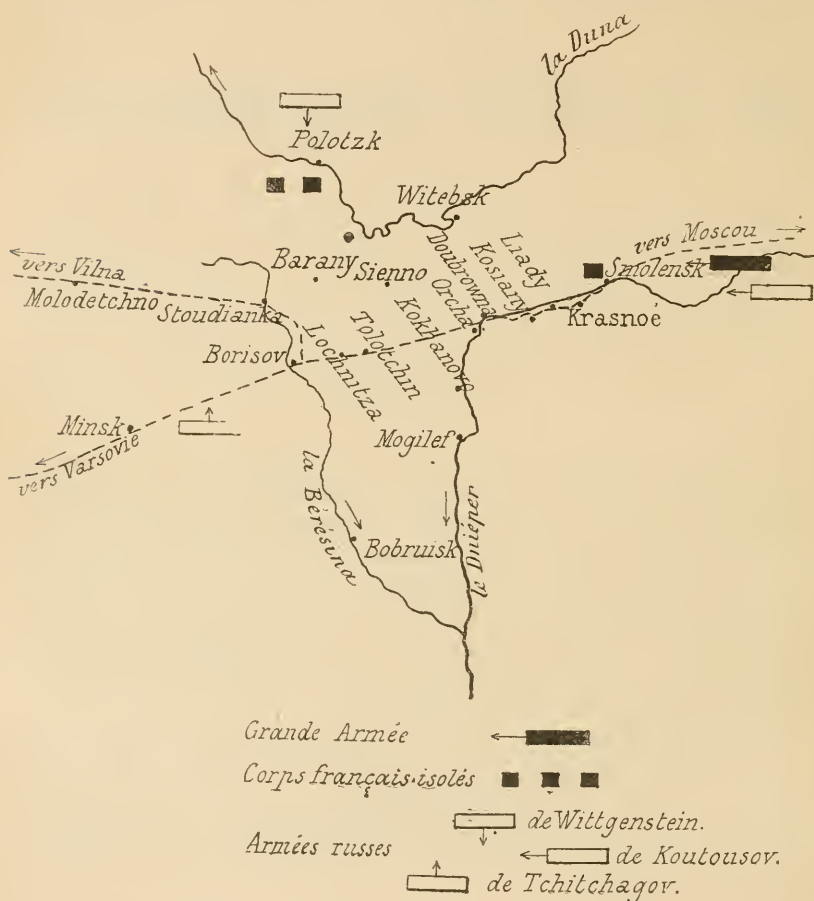 la Duna
Polotzk
Witebsk
vers Moscou
Liady
Kosiany
Doubrowna
Orcha
Smolensk
Krasnoé
vers Vilna
Molodetchno
Barany
Sienno
Stoudianka
Kokhanovo
Tolotchin
Lochnitza
Borisov
Minsk
vers Varsovie
Mogilef
la Bérésina
Bobruisk
le Dniéper
Grande Armée
Corps français isolés
Armées russes
de Wittgenstein.
de Koutousov.
de Tchitchagov.